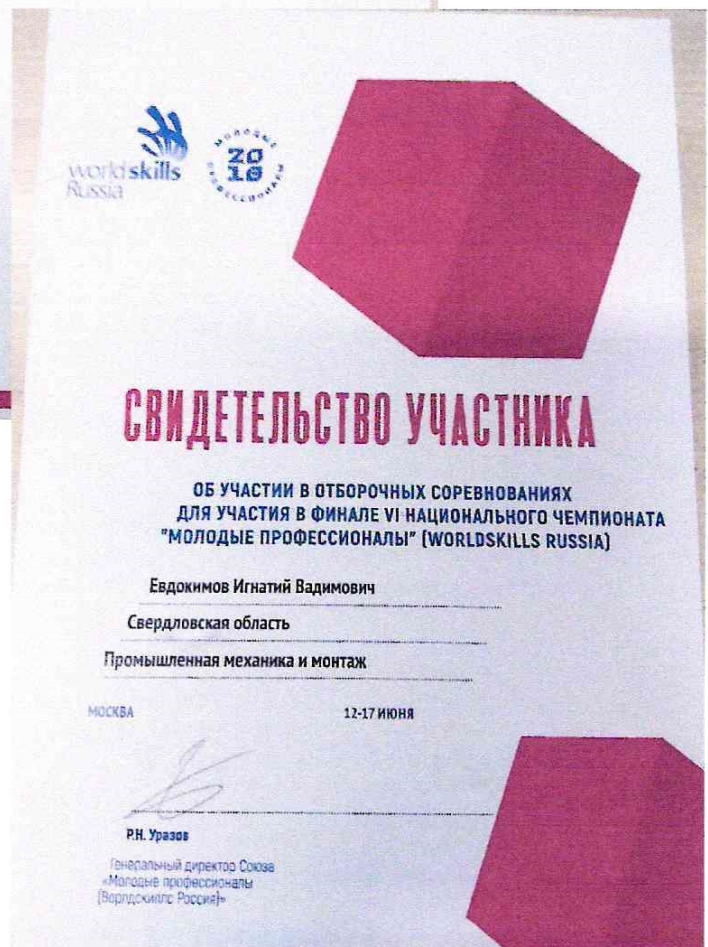 worldskills
Russia
МОЛОДЫЕ
2018
ПРОФЕССИОНАЛЫ
СВИДЕТЕЛЬСТВО УЧАСТНИКА
ОБ УЧАСТИИ В ОТБОРОЧНЫХ СОРЕВНОВАНИЯХ
ДЛЯ УЧАСТИЯ В ФИНАЛЕ VI НАЦИОНАЛЬНОГО ЧЕМПИОНАТА
"МОЛОДЫЕ ПРОФЕССИОНАЛЫ" (WORLDSKILLS RUSSIA)
Евдокимов Игнатий Вадимович
Свердловская область
Промышленная механика и монтаж
МОСКВА 12-17 ИЮНЯ
Р.Н. Уразов
Генеральный директор Союза
«Молодые профессионалы
(Ворлдскиллс Россия)»